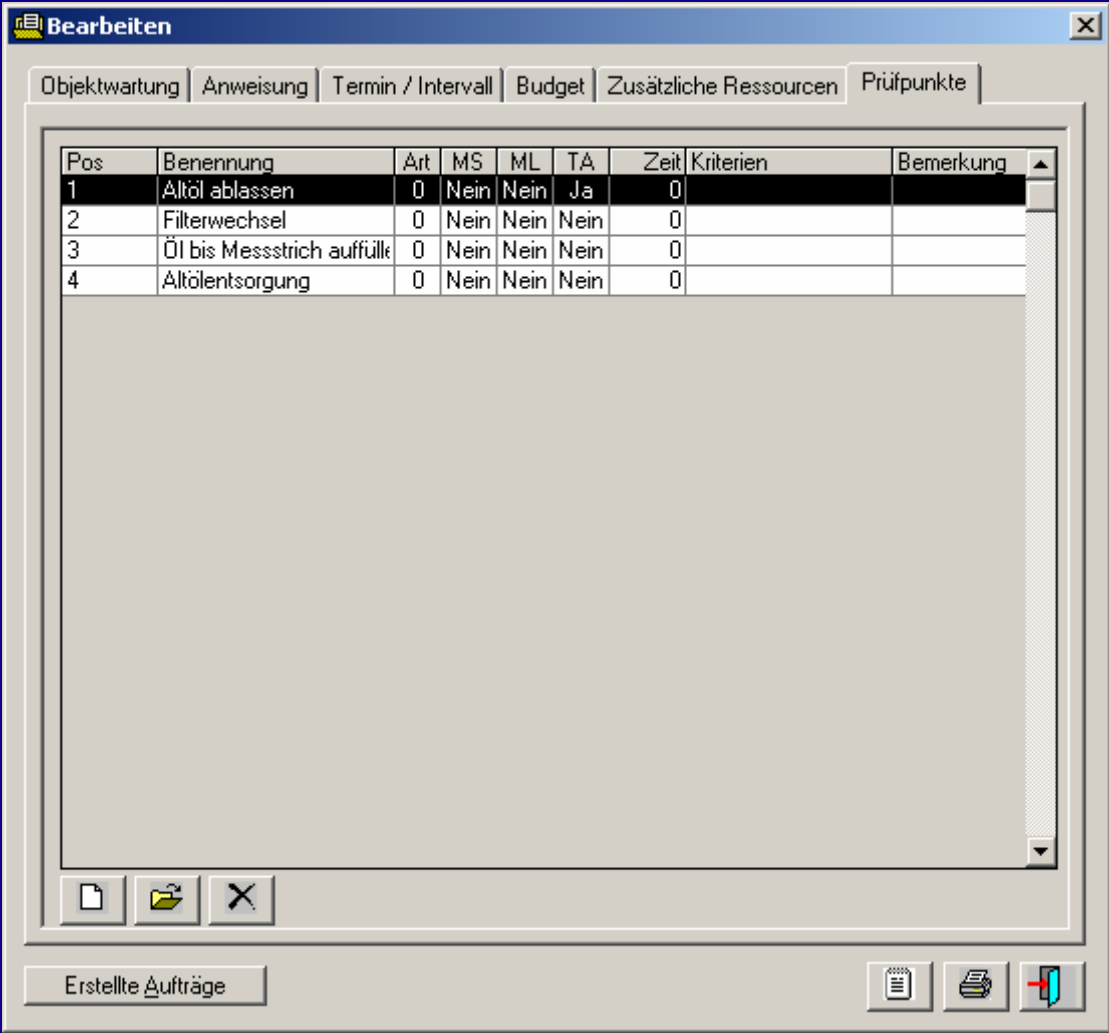 Bearbeiten
Objektwartung Anweisung Termin / Intervall Budget Zusätzliche Ressourcen Prüfpunkte
Pos Benennung Art MS ML TA Zeit Kriterien Bemerkung
1 Altöl ablassen 0 Nein Nein Ja 0
2 Filterwechsel 0 Nein Nein Nein 0
3 Öl bis Messstrich auffülle 0 Nein Nein Nein 0
4 Altölentsorgung 0 Nein Nein Nein 0
Erstellte Aufträge